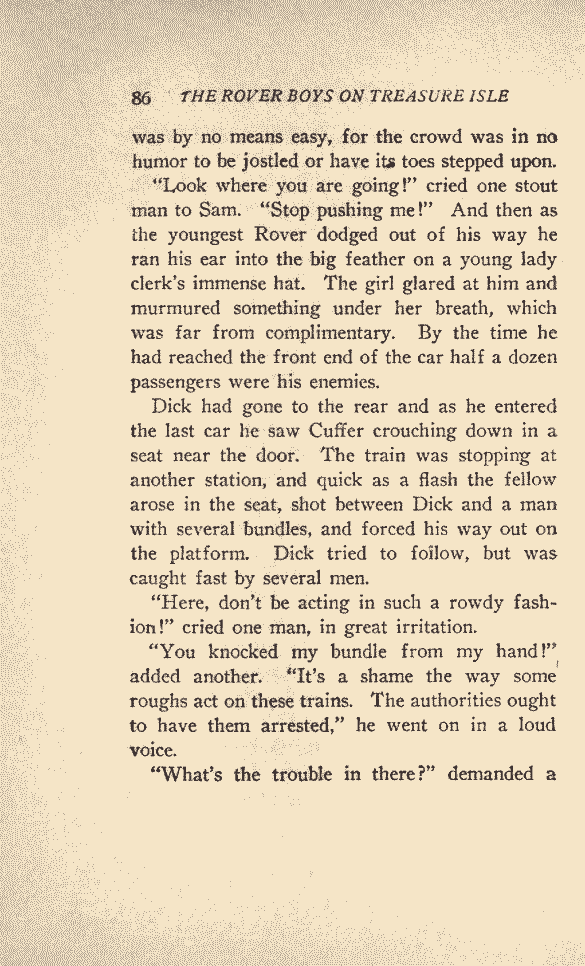 86 THE ROVER BOYS ON TREASURE ISLE
was by no means easy, for the crowd was in no
humor to be jostled or have its toes stepped upon.
"Look where you are going!" cried one stout
man to Sam. "Stop pushing me!" And then as
the youngest Rover dodged out of his way he
ran his ear into the big feather on a young lady
clerk's immense hat. The girl glared at him and
murmured something under her breath, which
was far from complimentary. By the time he
had reached the front end of the car half a dozen
passengers were his enemies.
Dick had gone to the rear and as he entered
the last car he saw Cuffer crouching down in a
seat near the door. The train was stopping at
another station, and quick as a flash the fellow
arose in the seat, shot between Dick and a man
with several bundles, and forced his way out on
the platform. Dick tried to follow, but was
caught fast by several men.
"Here, don't be acting in such a rowdy fash-
ion!" cried one man, in great irritation.
"You knocked my bundle from my hand!"
added another. "It's a shame the way some
roughs act on these trains. The authorities ought
to have them arrested," he went on in a loud
voice.
"What's the trouble in there?" demanded a